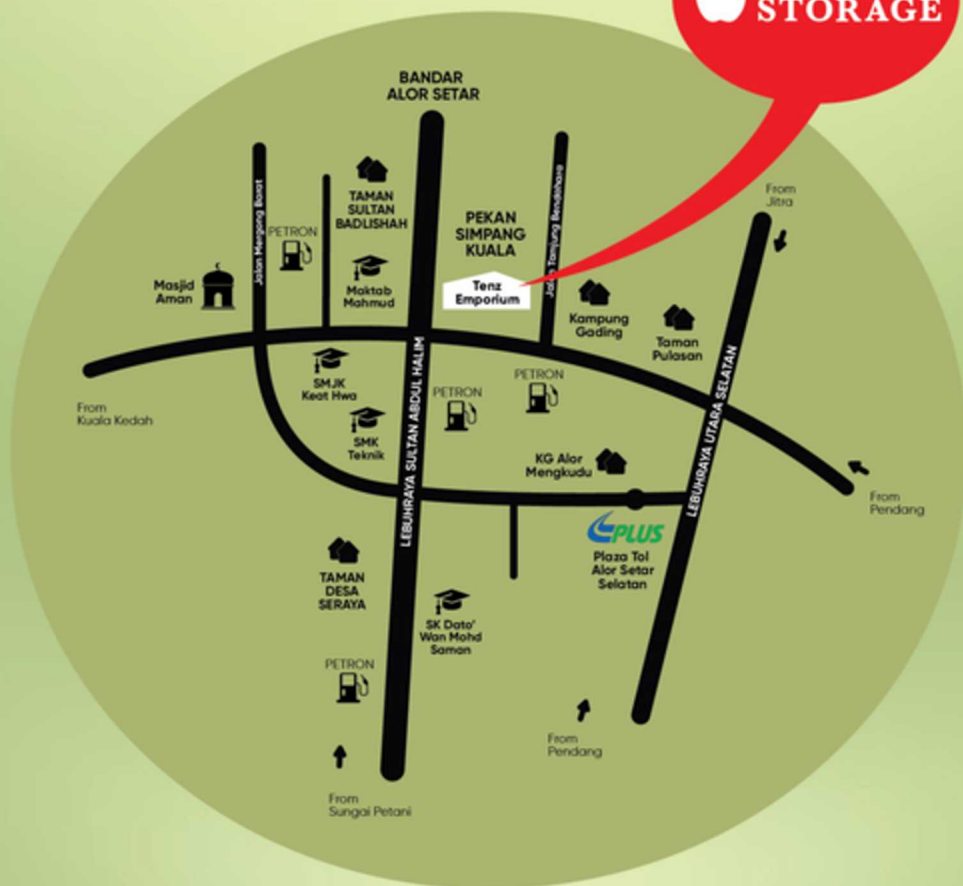 STORAGE
BANDAR
ALOR SETAR
Jalan Mergong Barat
PETRON
TAMAN
SULTAN
BADLISHAH
PEKAN
SIMPANG
KUALA
Jalan Tamjung Bendahara
From
Jitra
Masjid
Aman
Maktab
Mahmud
Tenz
Emporium
Kampung
Gading
Taman
Pulasan
From
Kuala Kedah
SMJK
Keat Hwa
SMK
Teknik
LEBUHRAYA SULTAN ABDUL HALIM
PETRON
PETRON
LEBUHRAYA UTARA SELATAN
KG Alor
Mengkudu
From
Pendang
PLUS
Plaza Tol
Alor Setar
Selatan
TAMAN
DESA
SERAYA
SK Dato'
Wan Mohd
Saman
PETRON
From
Pendang
From
Sungai Petani